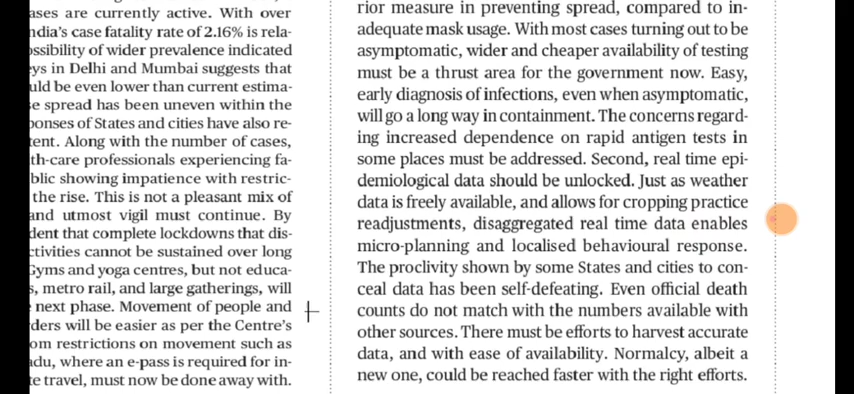 ases are currently active. With over
ndia's case fatality rate of 2.16% is rela-
ossibility of wider prevalence indicated
eys in Delhi and Mumbai suggests that
uld be even lower than current estima-
e spread has been uneven within the
ponses of States and cities have also re-
tent. Along with the number of cases,
th-care professionals experiencing fa-
blic showing impatience with restric-
the rise. This is not a pleasant mix of
and utmost vigil must continue. By
dent that complete lockdowns that dis-
ctivities cannot be sustained over long
Gyms and yoga centres, but not educa-
s, metro rail, and large gatherings, will
next phase. Movement of people and
ders will be easier as per the Centre's
om restrictions on movement such as
adu, where an e-pass is required for in-
te travel, must now be done away with.
rior measure in preventing spread, compared to in-
adequate mask usage. With most cases turning out to be
asymptomatic, wider and cheaper availability of testing
must be a thrust area for the government now. Easy,
early diagnosis of infections, even when asymptomatic,
will go a long way in containment. The concerns regard-
ing increased dependence on rapid antigen tests in
some places must be addressed. Second, real time epi-
demiological data should be unlocked. Just as weather
data is freely available, and allows for cropping practice
readjustments, disaggregated real time data enables
micro-planning and localised behavioural response.
The proclivity shown by some States and cities to con-
ceal data has been self-defeating. Even official death
counts do not match with the numbers available with
other sources. There must be efforts to harvest accurate
data, and with ease of availability. Normalcy, albeit a
new one, could be reached faster with the right efforts.